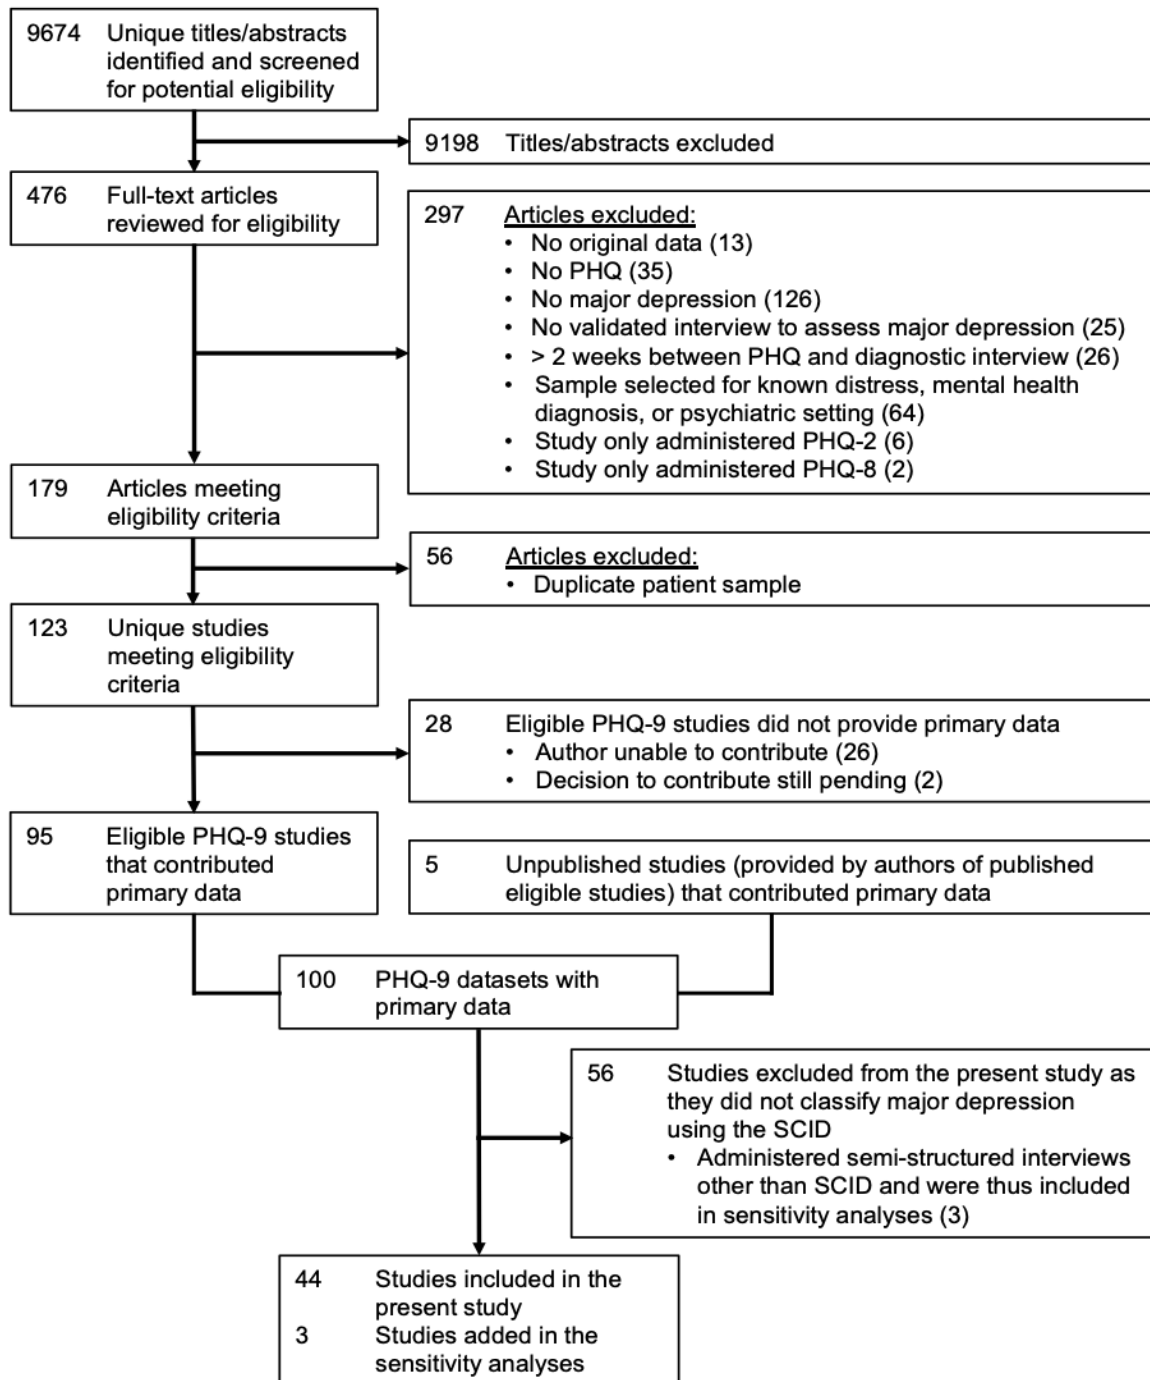 9674 Unique titles/abstracts
identified and screened
for potential eligibility
9198 Titles/abstracts excluded
476 Full-text articles
reviewed for eligibility
297 Articles excluded:
• No original data (13)
• No PHQ (35)
• No major depression (126)
• No validated interview to assess major depression (25)
• > 2 weeks between PHQ and diagnostic interview (26)
• Sample selected for known distress, mental health
diagnosis, or psychiatric setting (64)
• Study only administered PHQ-2 (6)
• Study only administered PHQ-8 (2)
179 Articles meeting
eligibility criteria
56 Articles excluded:
• Duplicate patient sample
123 Unique studies
meeting eligibility
criteria
28 Eligible PHQ-9 studies did not provide primary data
• Author unable to contribute (26)
• Decision to contribute still pending (2)
95 Eligible PHQ-9 studies
that contributed
primary data
5 Unpublished studies (provided by authors of published
eligible studies) that contributed primary data
100 PHQ-9 datasets with
primary data
56 Studies excluded from the present study as
they did not classify major depression
using the SCID
• Administered semi-structured interviews
other than SCID and were thus included
in sensitivity analyses (3)
44 Studies included in the
present study
3 Studies added in the
sensitivity analyses